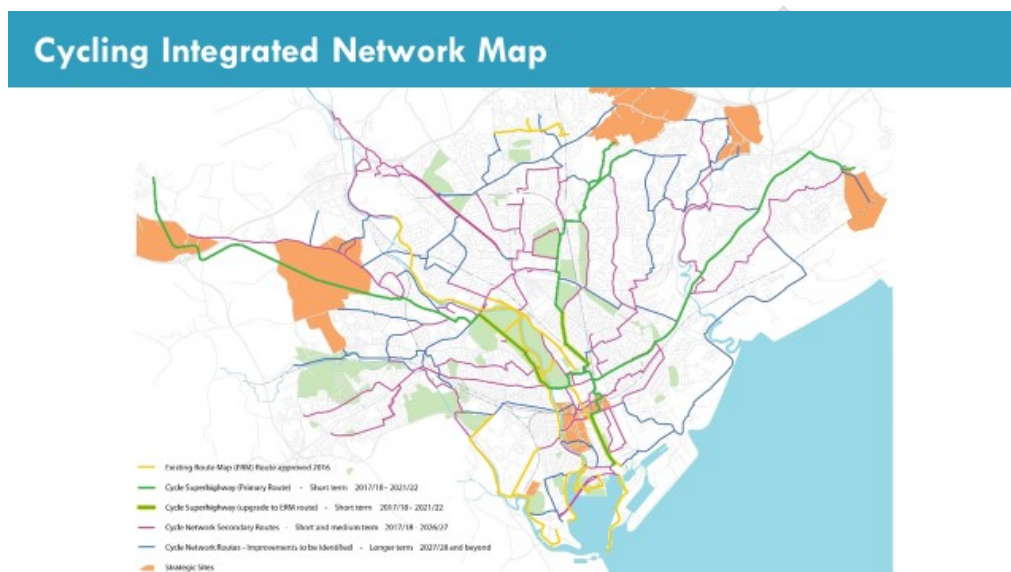 Cycling Integrated Network Map
Existing Route Map (ERM) Route approved 2016
Cycle Superhighway (Primary Route) - Short term 2017/18 - 2021/22
Cycle Superhighway (upgrade to ERM route) - Short term 2017/18 - 2021/22
Cycle Network Secondary Routes - Short and medium term 2017/18 - 2026/27
Cycle Network Routes - Improvements to be identified - Longer term 2027/28 and beyond
Strategic Sites